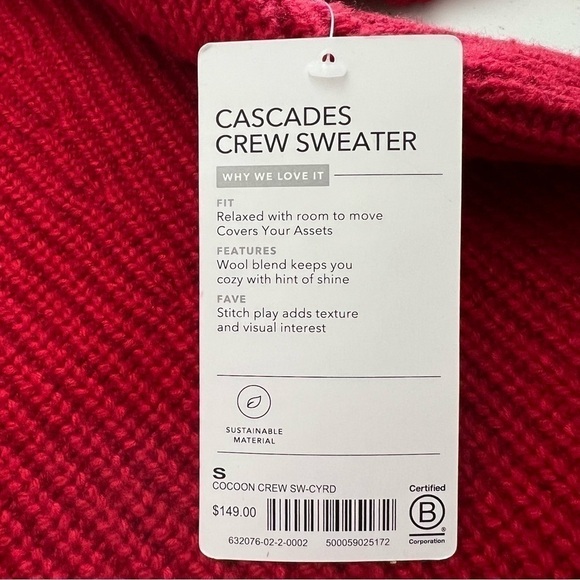 CASCADES
CREW SWEATER
WHY WE LOVE IT
FIT
Relaxed with room to move
Covers Your Assets
FEATURES
Wool blend keeps you
cozy with hint of shine
FAVE
Stitch play adds texture
and visual interest
SUSTAINABLE
MATERIAL
S
COCOON CREW SW-CYRD
$149.00
632076-02-2-0002 500059025172
Certified
B
Corporation